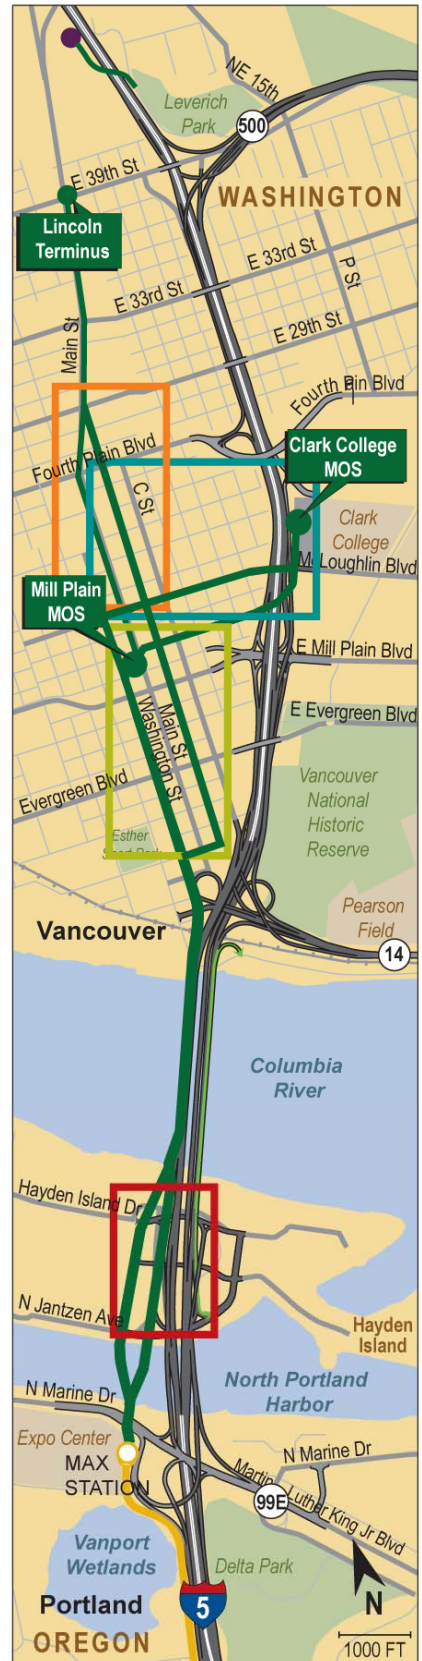 NE 15th
Leverich
Park
500
E 39th St
WASHINGTON
Lincoln
Terminus
E 33rd St
P St
E 33rd St
Main St
E 29th St
Fourth Plain Blvd
Fourth Plain Blvd
Clark College
MOS
C St
Clark
College
McLoughlin Blvd
Mill Plain
MOS
E Mill Plain Blvd
Main St
Washington St
E Evergreen Blvd
Evergreen Blvd
Vancouver
National
Historic
Reserve
Esther
Short Park
Pearson
Field
Vancouver
14
Columbia
River
Hayden Island Dr
N Jantzen Ave
Hayden
Island
N Marine Dr
North Portland
Harbor
Expo Center
MAX
STATION
N Marine Dr
Martin Luther King Jr Blvd
99E
Vanport
Wetlands
Delta Park
Portland
5
N
OREGON
1000 FT